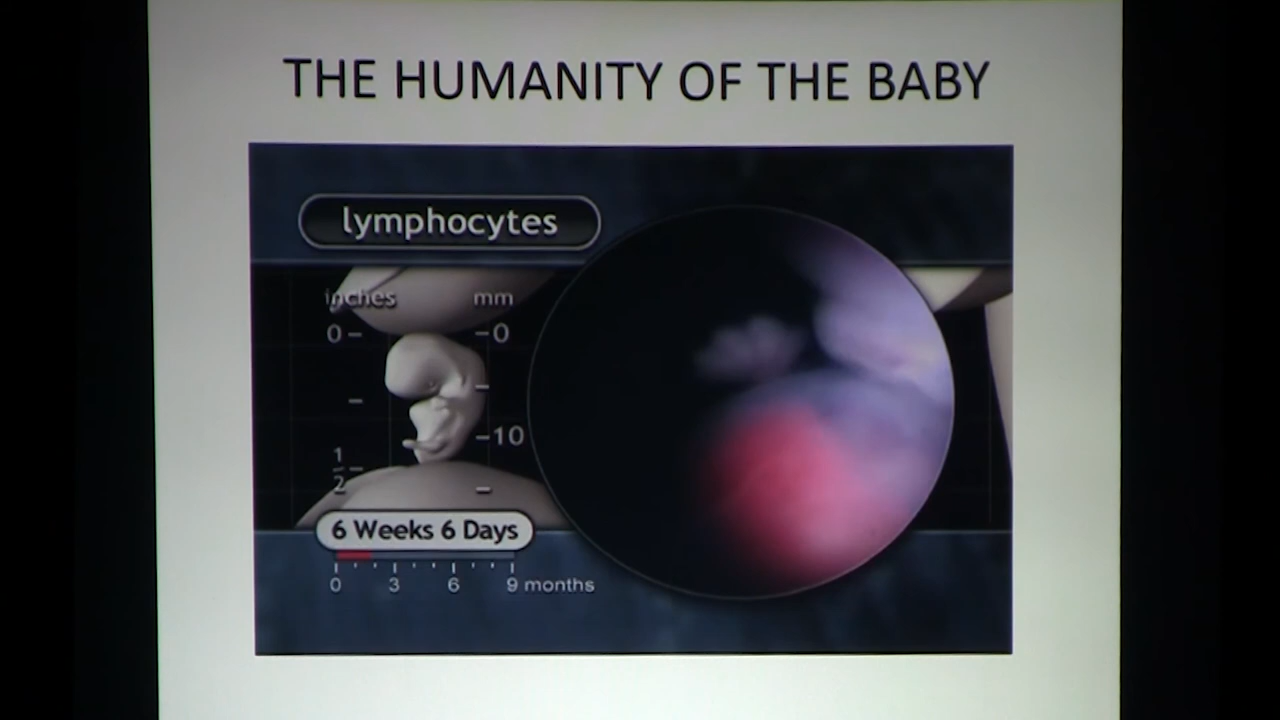 THE HUMANITY OF THE BABY
lymphocytes
inches mm
0 0
10
1
2
6 Weeks 6 Days
0 3 6 9 months